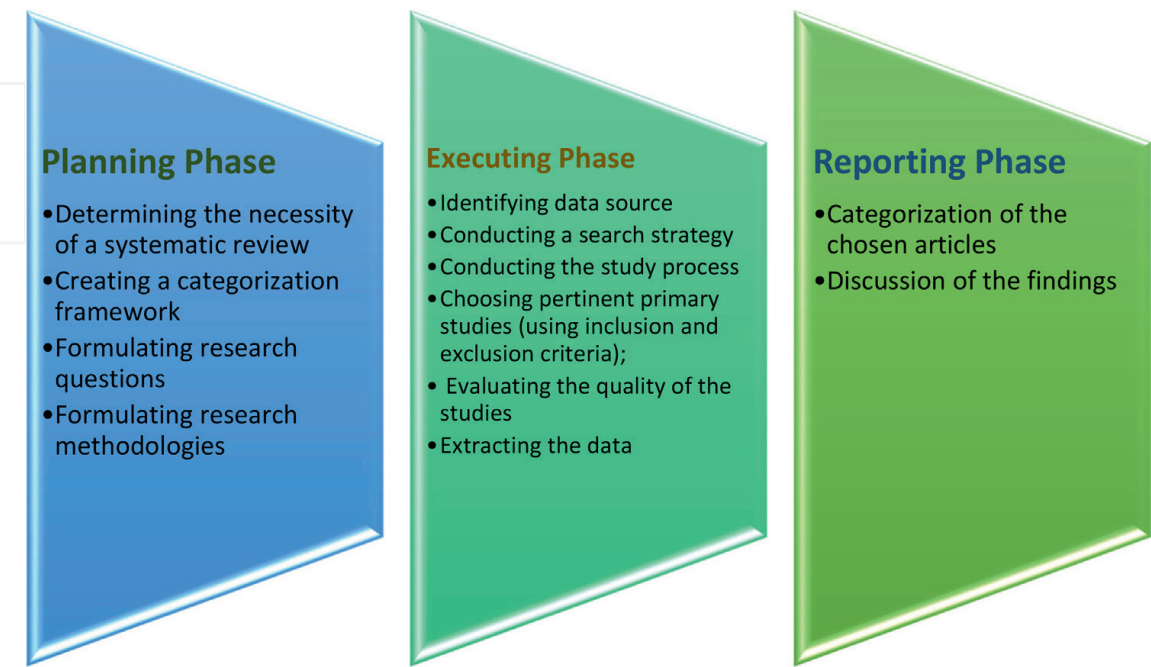 Planning Phase
•Determining the necessity
of a systematic review
•Creating a categorization
framework
•Formulating research
questions
•Formulating research
methodologies
Executing Phase
•Identifying data source
•Conducting a search strategy
•Conducting the study process
•Choosing pertinent primary
studies (using inclusion and
exclusion criteria);
• Evaluating the quality of the
studies
•Extracting the data
Reporting Phase
•Categorization of the
chosen articles
•Discussion of the findings